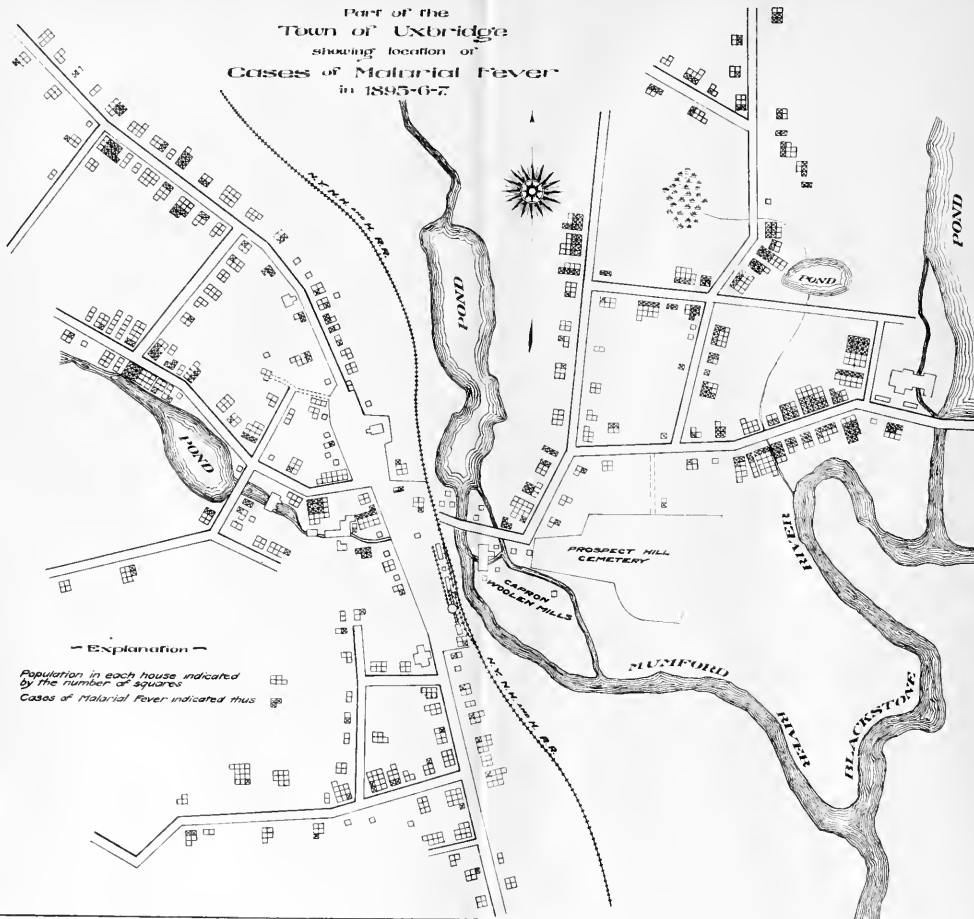 Part of the
Town of Uxbridge
showing location of
Cases of Malarial Fever
in 1895-6-7
N.Y. N.H. AND H. R.R.
POND
POND
POND
POND
PROSPECT HILL
CEMETERY
CAPRON
WOOLEN MILLS
RIVER
MUMFORD
RIVER
BLACKSTONE
N.Y. N.H. AND H. R.R.
~ Explanation ~
Population in each house indicated
by the number of squares
Cases of Malarial Fever indicated thus